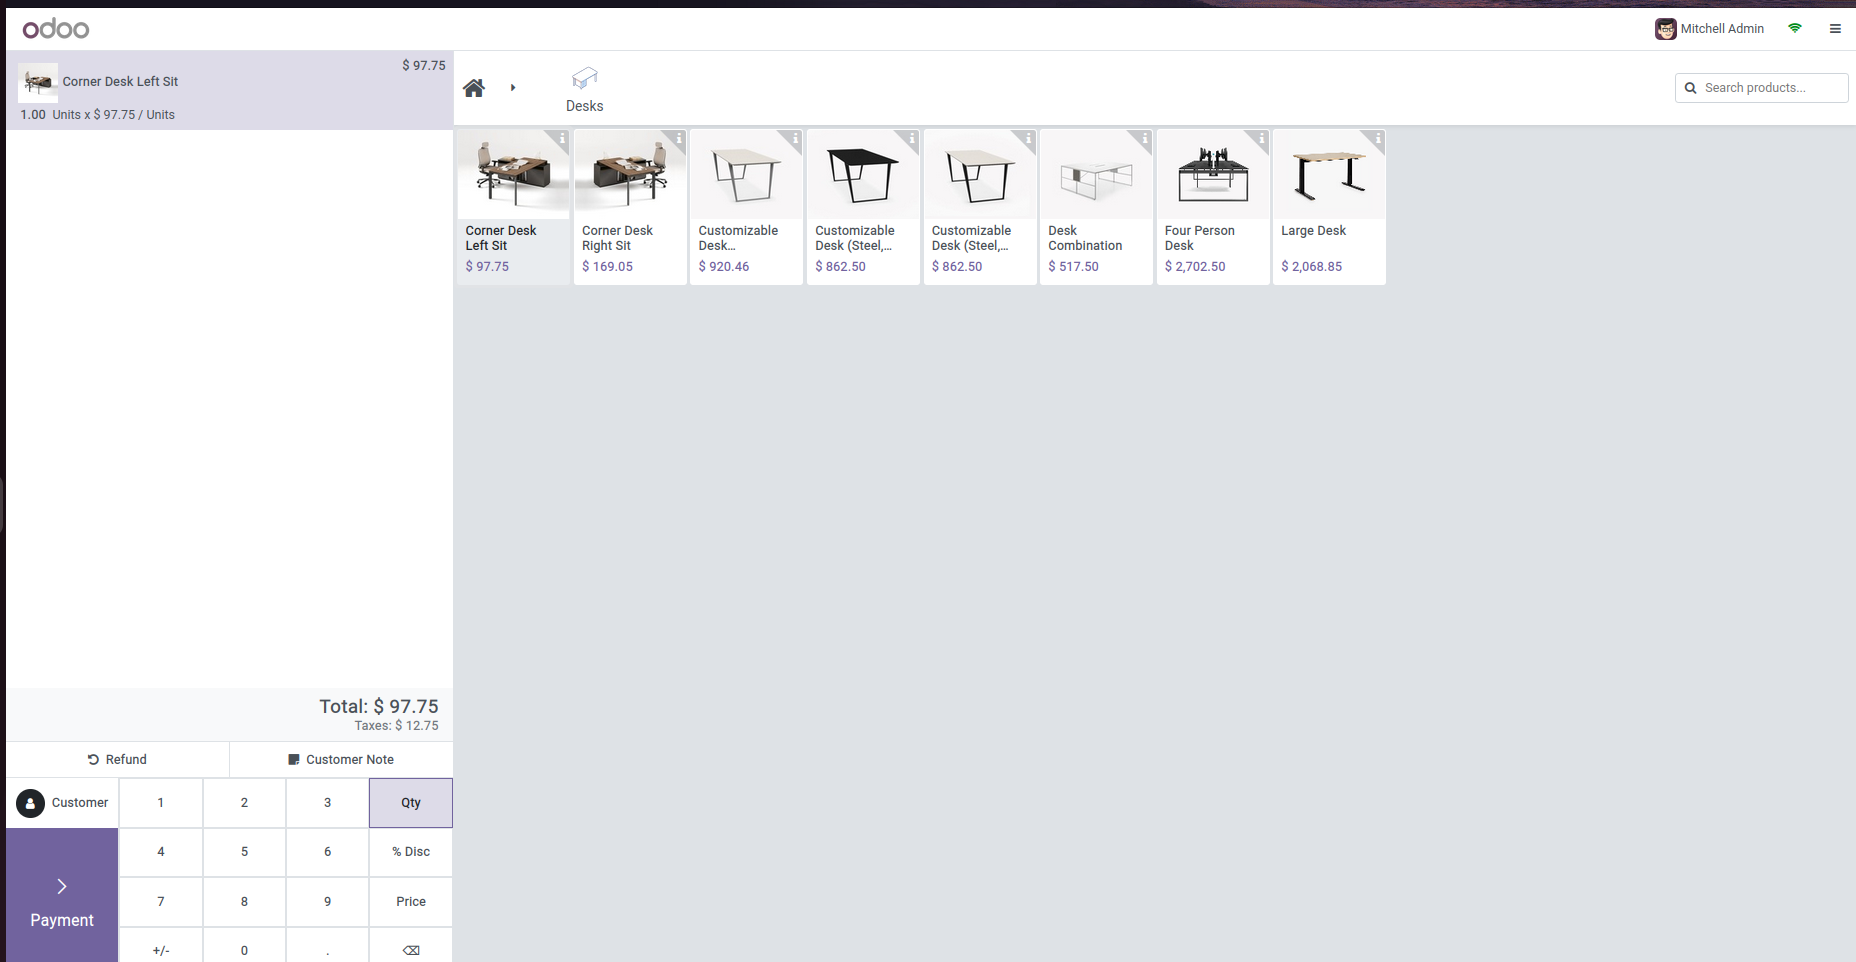 odoo
Mitchell Admin
Corner Desk Left Sit
$ 97.75
1.00 Units x $ 97.75 / Units
Desks
Search products...
Corner Desk
Left Sit
$ 97.75
Corner Desk
Right Sit
$ 169.05
Customizable
Desk...
$ 920.46
Customizable
Desk (Steel,...
$ 862.50
Customizable
Desk (Steel,...
$ 862.50
Desk
Combination
$ 517.50
Four Person
Desk
$ 2,702.50
Large Desk
$ 2,068.85
Total: $ 97.75
Taxes: $ 12.75
Refund
Customer Note
Customer
1
2
3
Qty
4
5
6
% Disc
Payment
7
8
9
Price
+/-
0
.